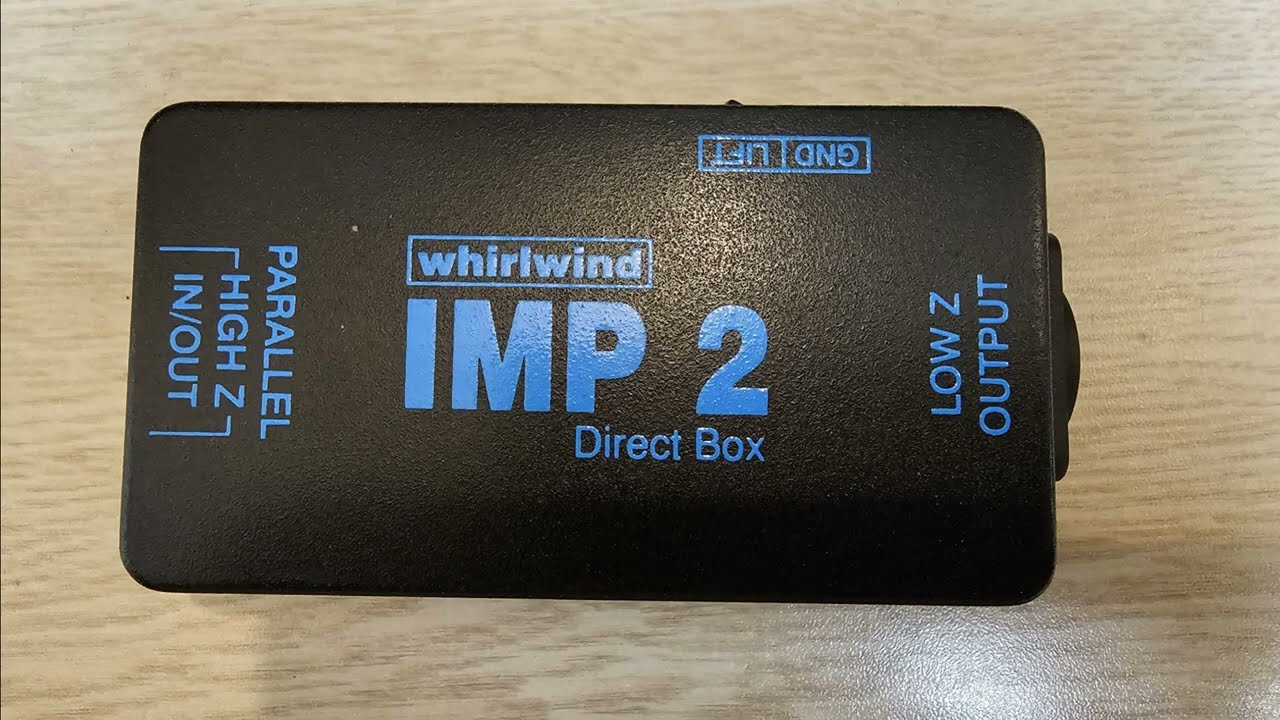 GND LIFT
whirlwind
IMP 2
Direct Box
PARALLEL
HIGH Z
IN/OUT
LOW Z
OUTPUT